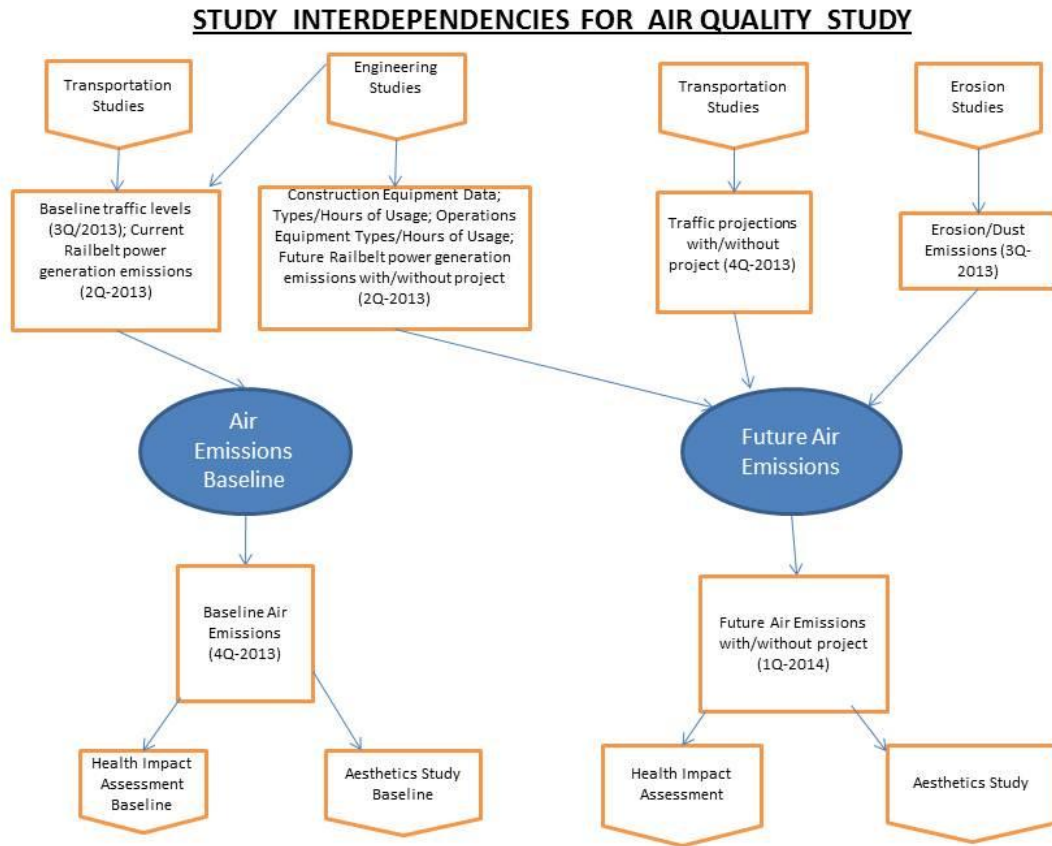 STUDY INTERDEPENDENCIES FOR AIR QUALITY STUDY
Transportation
Studies
Engineering
Studies
Transportation
Studies
Erosion
Studies
Baseline traffic levels
(3Q/2013); Current
Railbelt power
generation emissions
(2Q-2013)
Construction Equipment Data;
Types/Hours of Usage; Operations
Equipment Types/Hours of Usage;
Future Railbelt power generation
emissions with/without project
(2Q-2013)
Traffic projections
with/without
project (4Q-2013)
Erosion/Dust
Emissions (3Q-
2013)
Air
Emissions
Baseline
Future Air
Emissions
Baseline Air
Emissions
(4Q-2013)
Future Air Emissions
with/without project
(1Q-2014)
Health Impact
Assessment
Baseline
Aesthetics Study
Baseline
Health Impact
Assessment
Aesthetics Study